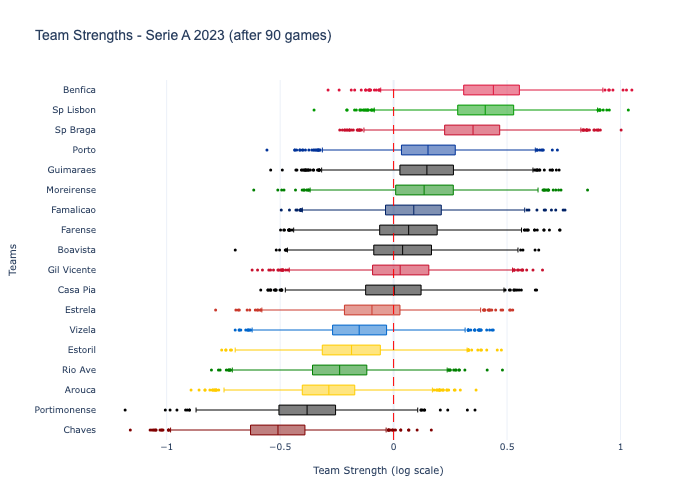 Team Strengths - Serie A 2023 (after 90 games)
Benfica
Sp Lisbon
Sp Braga
Porto
Guimaraes
Moreirense
Famalicao
Farense
Boavista
Gil Vicente
Casa Pia
Estrela
Vizela
Estoril
Rio Ave
Arouca
Portimonense
Chaves
Teams
−1
−0.5
0
0.5
1
Team Strength (log scale)